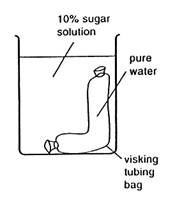 10% sugar
solution
pure
water
visking
tubing
bag